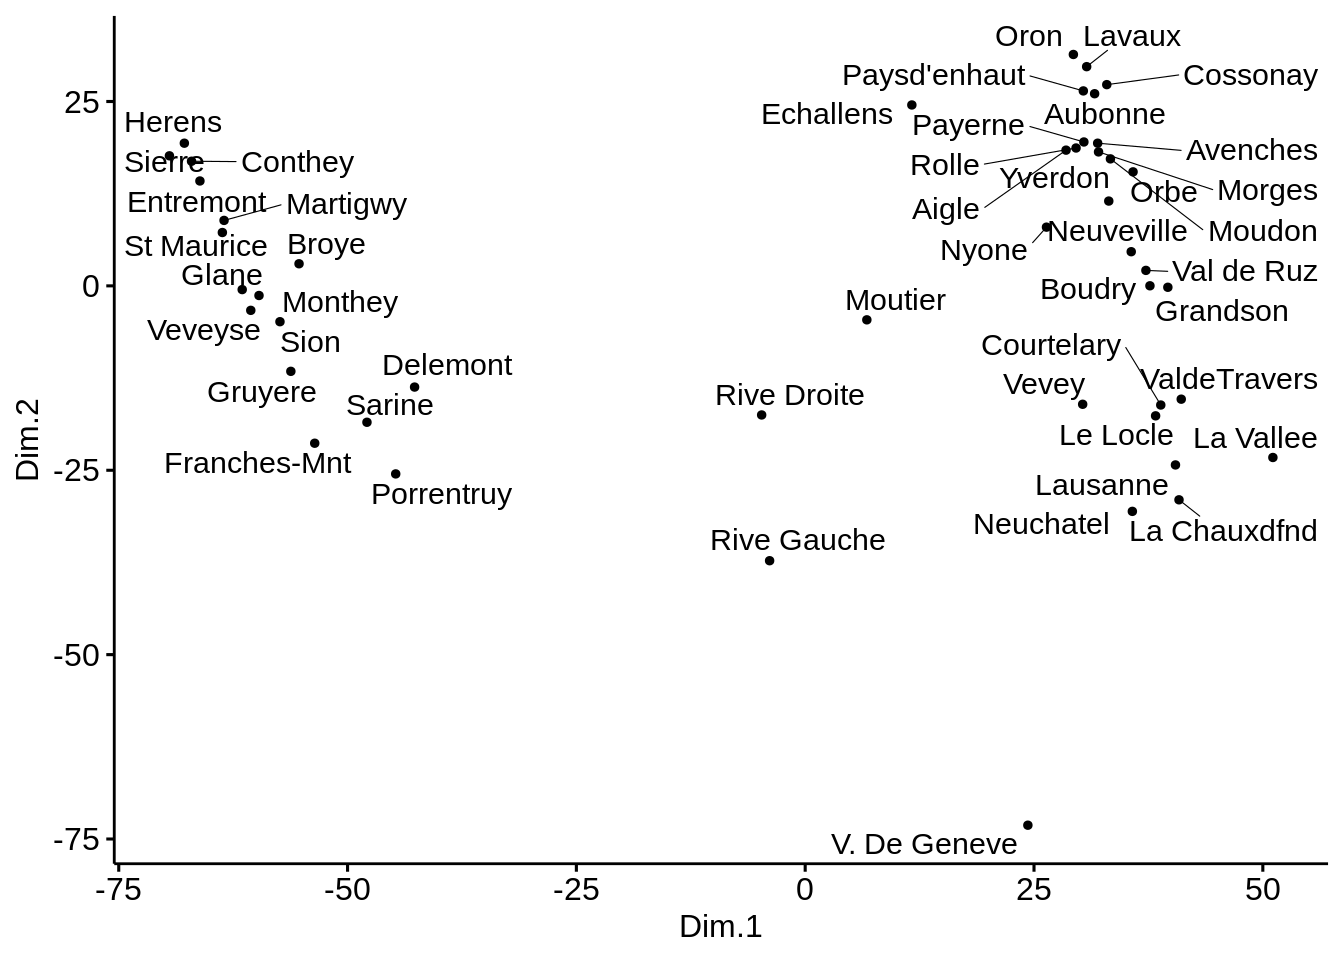 Oron Lavaux
Paysd'enhaut Cossonay
25
Echallens Aubonne
Herens
Payerne
Avenches
Sierre Conthey
Rolle
Yverdon
Orbe Morges
Entremont Martigwy
Aigle
Neuveville Moudon
St Maurice Broye
Nyone
Glane
Val de Ruz
0
Boudry
Monthey Moutier
Grandson
Veveyse
Sion
Courtelary
Delemont
ValdeTravers
Vevey
Gruyere
Rive Droite
Sarine
Le Locle La Vallee
Dim.2
Franches-Mnt
-25
Lausanne
Porrentruy
Neuchatel
La Chauxdfnd
Rive Gauche
-50
-75
V. De Geneve
-75 -50 -25 0 25 50
Dim.1